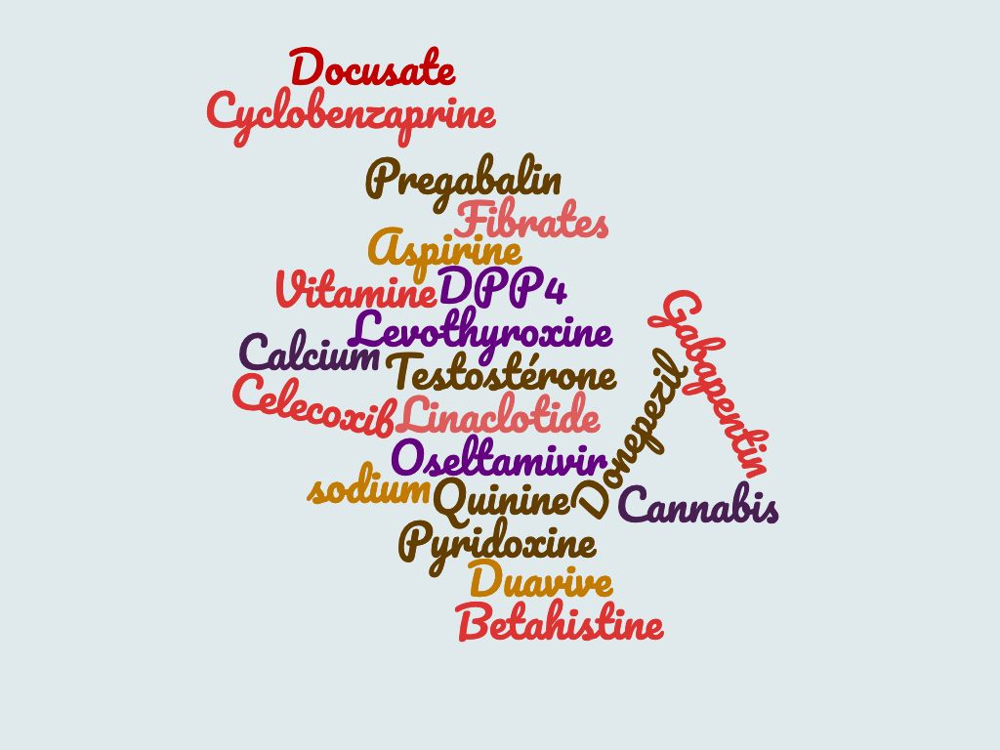 Docusate
Cyclobenzaprine
Pregabalin
Fibrates
Aspirine
Vitamine
DPP4
Levothyroxine
Calcium
Testostérone
Celecoxib
Linaclotide
Oseltamivir
sodium
Quinine
Donepezil
Gabapentin
Cannabis
Pyridoxine
Duavive
Betahistine